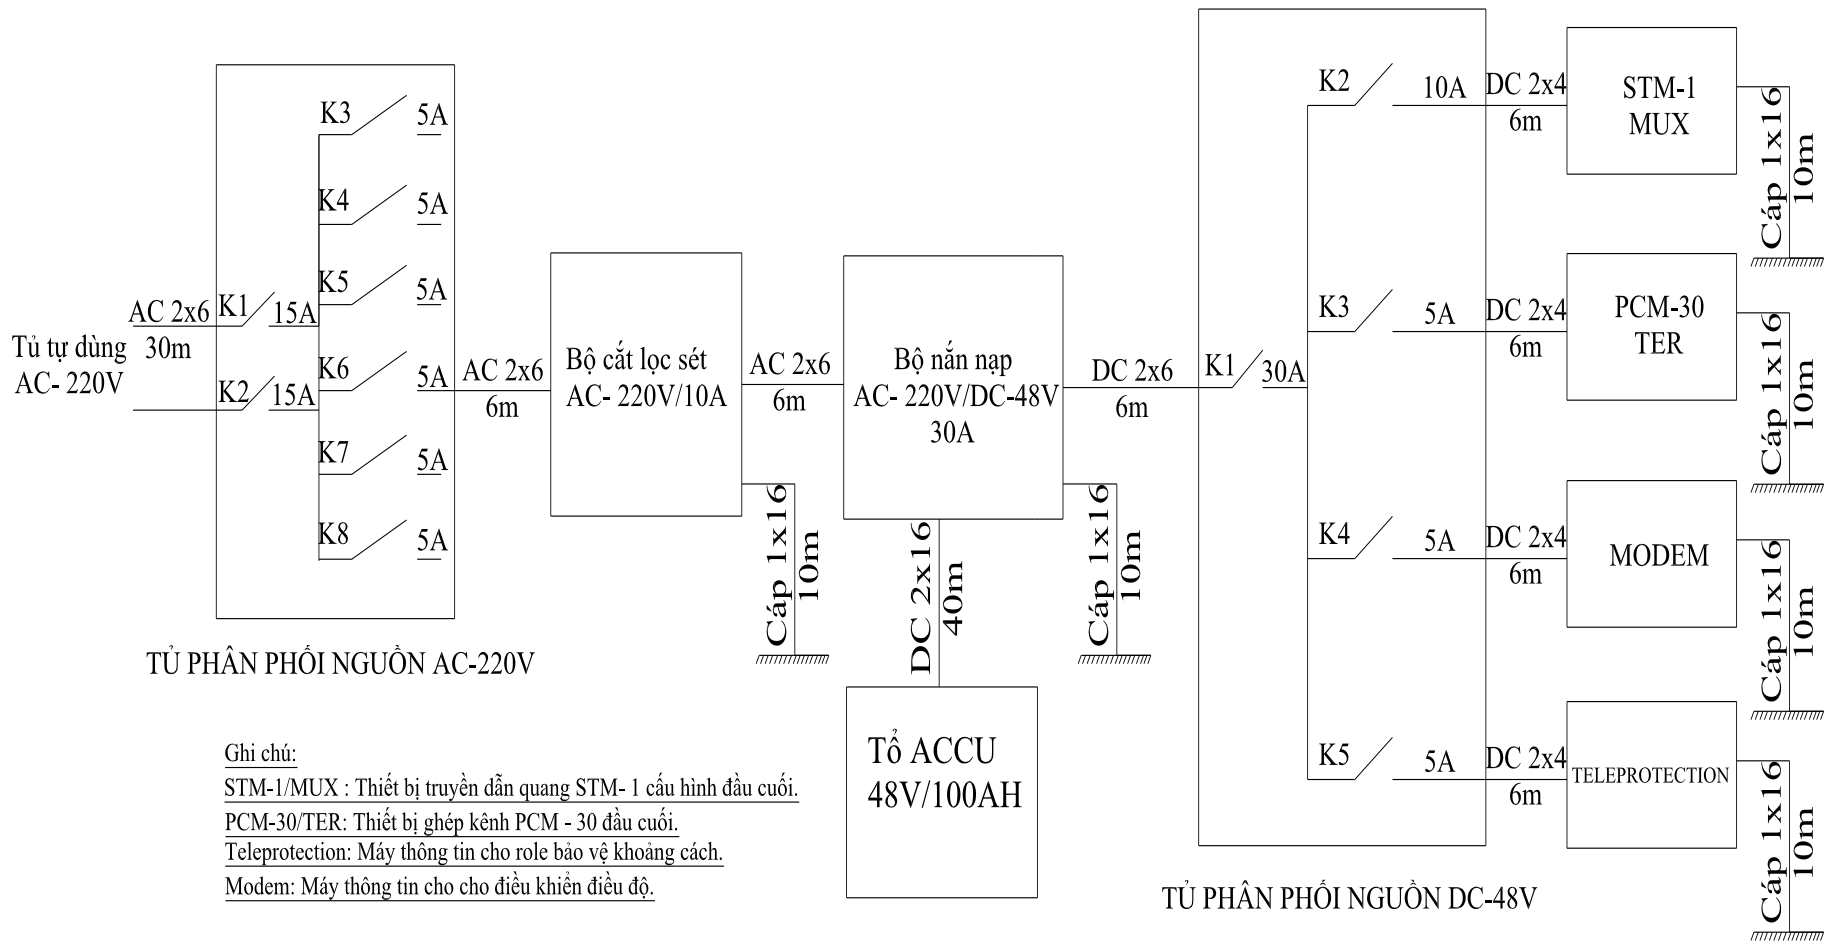 Tủ tự dùng
AC- 220V
AC 2x6
30m
K1
15A
K2
15A
K3
5A
K4
5A
K5
5A
K6
5A
K7
5A
K8
5A
TỦ PHÂN PHỐI NGUỒN AC-220V
AC 2x6
6m
Bộ cắt lọc sét
AC- 220V/10A
Cáp 1x16
10m
AC 2x6
6m
Bộ nắn nạp
AC- 220V/DC-48V
30A
DC 2x16
40m
Cáp 1x16
10m
Tổ ACCU
48V/100AH
DC 2x6
6m
K1
30A
K2
10A
DC 2x4
6m
STM-1
MUX
Cáp 1x16
10m
K3
5A
DC 2x4
6m
PCM-30
TER
Cáp 1x16
10m
K4
5A
DC 2x4
6m
MODEM
Cáp 1x16
10m
K5
5A
DC 2x4
6m
TELEPROTECTION
Cáp 1x16
10m
TỦ PHÂN PHỐI NGUỒN DC-48V
Ghi chú:
STM-1/MUX : Thiết bị truyền dẫn quang STM- 1 cấu hình đầu cuối.
PCM-30/TER: Thiết bị ghép kênh PCM - 30 đầu cuối.
Teleprotection: Máy thông tin cho role bảo vệ khoảng cách.
Modem: Máy thông tin cho cho điều khiển điều độ.